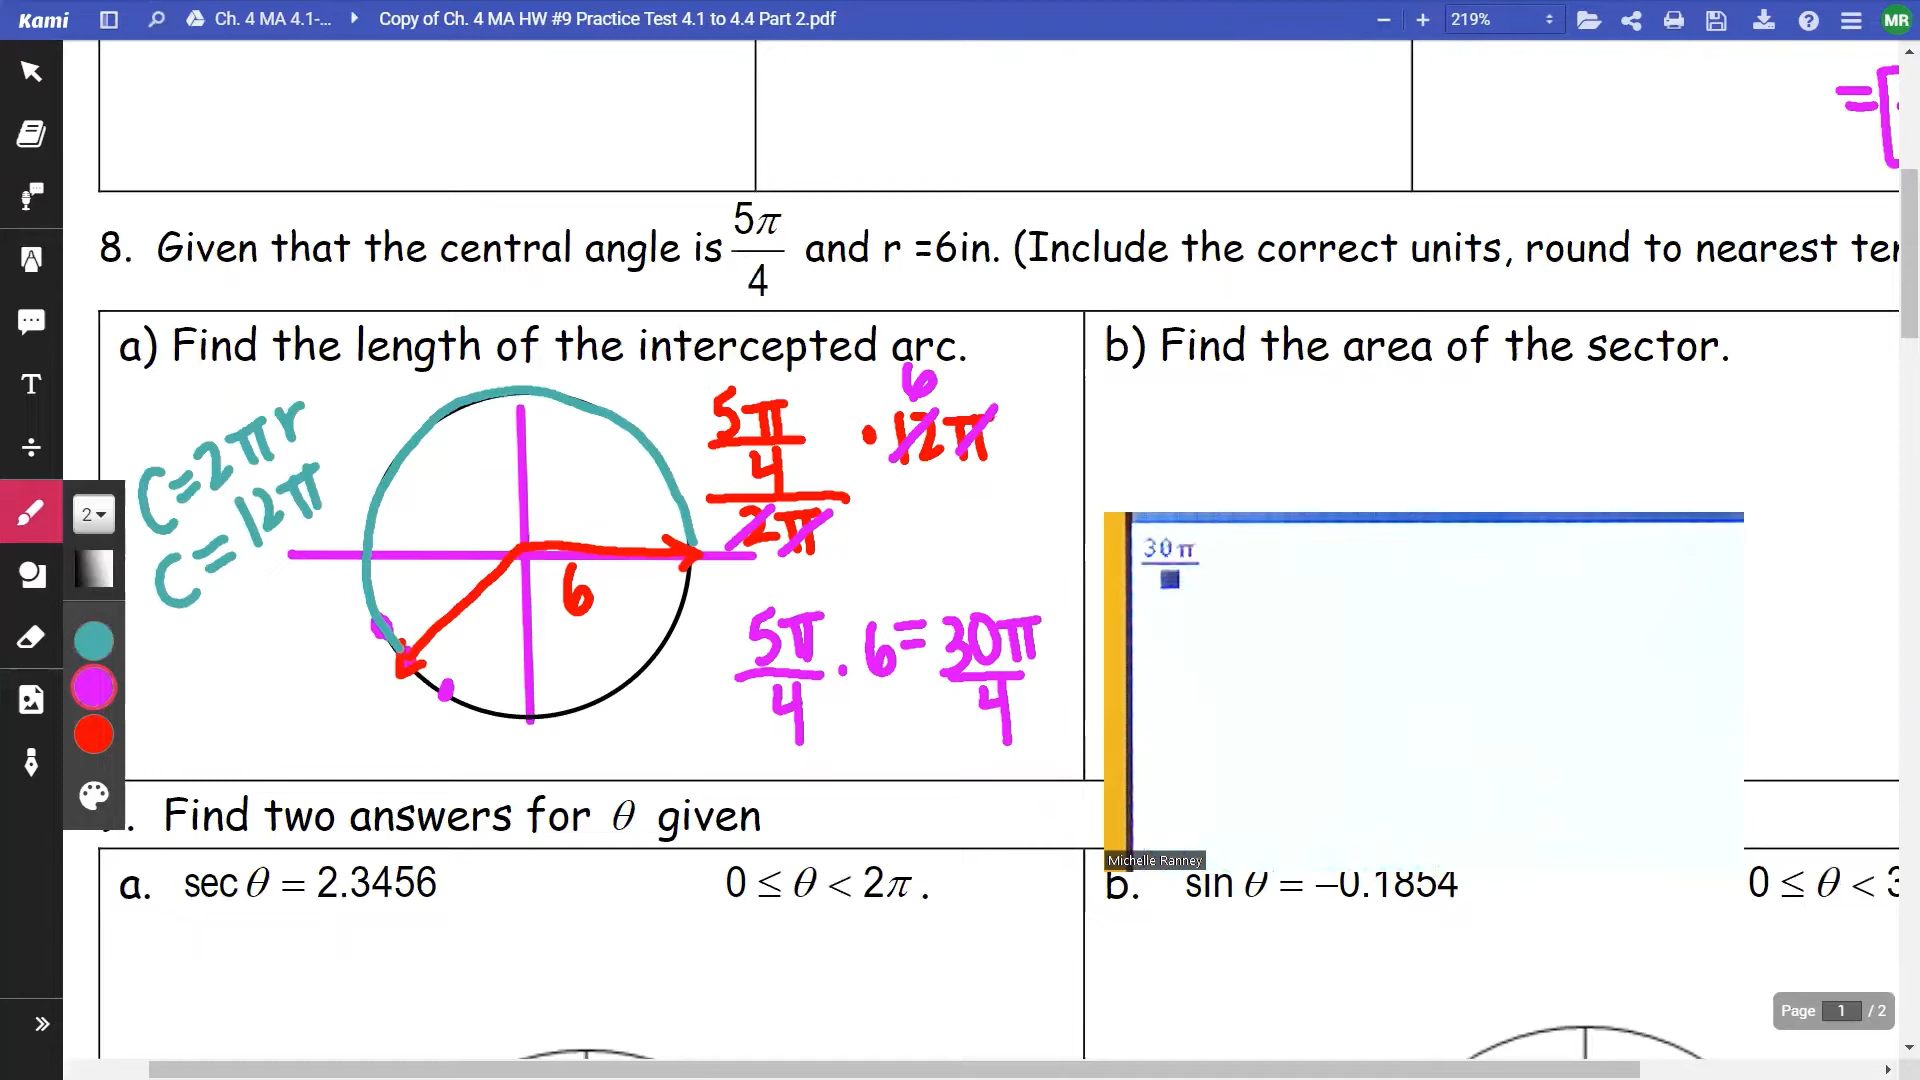 Kami
Ch. 4 MA 4.1-...
Copy of Ch. 4 MA HW #9 Practice Test 4.1 to 4.4 Part 2.pdf
219%
MR
=
8. Given that the central angle is 5π/4 and r =6in. (Include the correct units, round to nearest ten
a) Find the length of the intercepted arc.
b) Find the area of the sector.
C=2πr
C=12π
6
5π/4
2π
· 12π
6
5π/4 · 6 = 30π/4
30π
Michelle Ranney
2
T
. Find two answers for θ given
a. sec θ = 2.3456 0 ≤ θ < 2π .
b. sin θ = –0.1854 0 ≤ θ < 3
Page 1 / 2